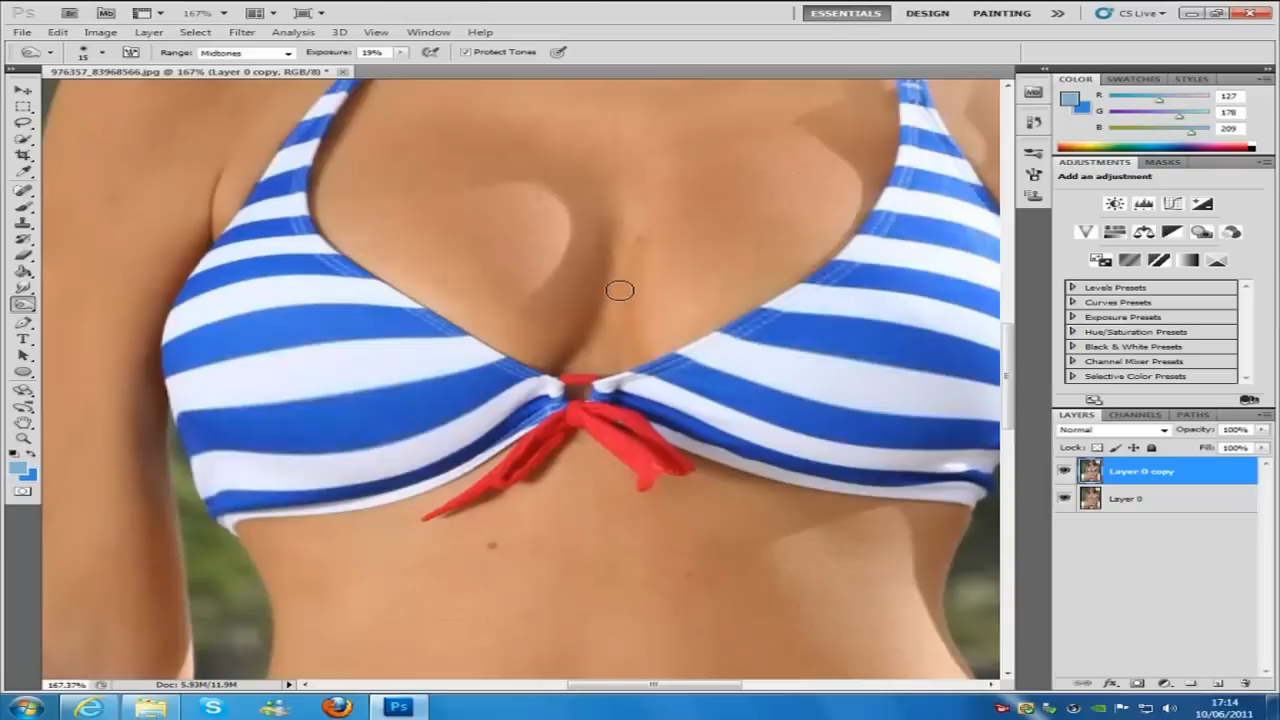 Ps Br Mb 167% ESSENTIALS DESIGN PAINTING >> CS Live
File Edit Image Layer Select Filter Analysis 3D View Window Help
15 Range: Midtones Exposure: 19% Protect Tones
976357_83968566.jpg @ 167% (Layer 0 copy, RGB/8) *
COLOR SWATCHES STYLES
R 127
G 178
B 209
ADJUSTMENTS MASKS
Add an adjustment
Levels Presets
Curves Presets
Exposure Presets
Hue/Saturation Presets
Black & White Presets
Channel Mixer Presets
Selective Color Presets
LAYERS CHANNELS PATHS
Normal Opacity: 100%
Lock: Fill: 100%
Layer 0 copy
Layer 0
167.37% Doc: 5.93M/11.9M
Ps 17:14
10/06/2011